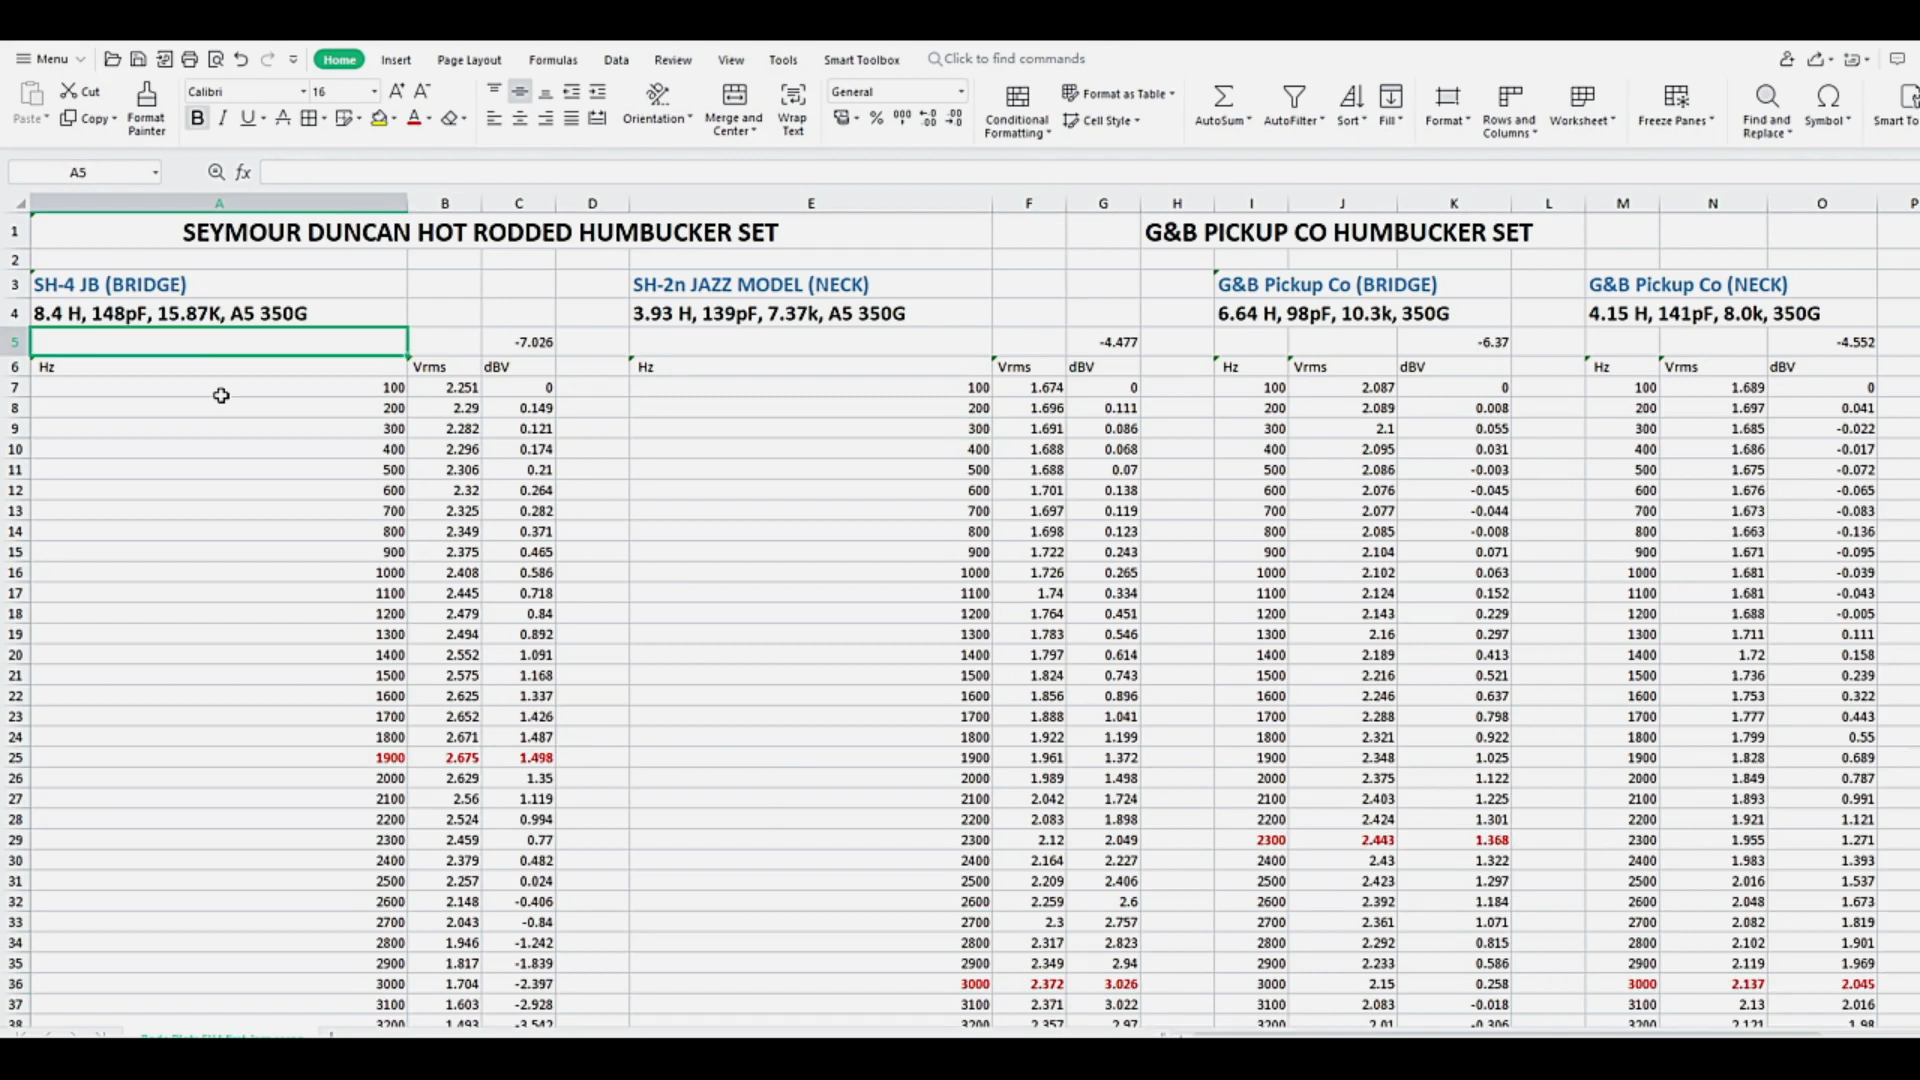 Menu Home Insert Page Layout Formulas Data Review View Tools Smart Toolbox Click to find commands
Cut Calibri 16 General Format as Table
Paste Copy Format Painter B I U A Orientation Merge and Center Wrap Text % 000 Conditional Formatting Cell Style AutoSum AutoFilter Sort Fill Format Rows and Columns Worksheet Freeze Panes Find and Replace Symbol Smart To
A5 fx
A B C D E F G H I J K L M N O P
1 SEYMOUR DUNCAN HOT RODDED HUMBUCKER SET G&B PICKUP CO HUMBUCKER SET
2
3 SH-4 JB (BRIDGE) SH-2n JAZZ MODEL (NECK) G&B Pickup Co (BRIDGE) G&B Pickup Co (NECK)
4 8.4 H, 148pF, 15.87K, A5 350G 3.93 H, 139pF, 7.37k, A5 350G 6.64 H, 98pF, 10.3k, 350G 4.15 H, 141pF, 8.0k, 350G
5 -7.026 -4.477 -6.37 -4.552
6 Hz Vrms dBV Hz Vrms dBV Hz Vrms dBV Hz Vrms dBV
7 100 2.251 0 100 1.674 0 100 2.087 0 100 1.689 0
8 200 2.29 0.149 200 1.696 0.111 200 2.089 0.008 200 1.697 0.041
9 300 2.282 0.121 300 1.691 0.086 300 2.1 0.055 300 1.685 -0.022
10 400 2.296 0.174 400 1.688 0.068 400 2.095 0.031 400 1.686 -0.017
11 500 2.306 0.21 500 1.688 0.07 500 2.086 -0.003 500 1.675 -0.072
12 600 2.32 0.264 600 1.701 0.138 600 2.076 -0.045 600 1.676 -0.065
13 700 2.325 0.282 700 1.697 0.119 700 2.077 -0.044 700 1.673 -0.083
14 800 2.349 0.371 800 1.698 0.123 800 2.085 -0.008 800 1.663 -0.136
15 900 2.375 0.465 900 1.722 0.243 900 2.104 0.071 900 1.671 -0.095
16 1000 2.408 0.586 1000 1.726 0.265 1000 2.102 0.063 1000 1.681 -0.039
17 1100 2.445 0.718 1100 1.74 0.334 1100 2.124 0.152 1100 1.681 -0.043
18 1200 2.479 0.84 1200 1.764 0.451 1200 2.143 0.229 1200 1.688 -0.005
19 1300 2.494 0.892 1300 1.783 0.546 1300 2.16 0.297 1300 1.711 0.111
20 1400 2.552 1.091 1400 1.797 0.614 1400 2.189 0.413 1400 1.72 0.158
21 1500 2.575 1.168 1500 1.824 0.743 1500 2.216 0.521 1500 1.736 0.239
22 1600 2.625 1.337 1600 1.856 0.896 1600 2.246 0.637 1600 1.753 0.322
23 1700 2.652 1.426 1700 1.888 1.041 1700 2.288 0.798 1700 1.777 0.443
24 1800 2.671 1.487 1800 1.922 1.199 1800 2.321 0.922 1800 1.799 0.55
25 1900 2.675 1.498 1900 1.961 1.372 1900 2.348 1.025 1900 1.828 0.689
26 2000 2.629 1.35 2000 1.989 1.498 2000 2.375 1.122 2000 1.849 0.787
27 2100 2.56 1.119 2100 2.042 1.724 2100 2.403 1.225 2100 1.893 0.991
28 2200 2.524 0.994 2200 2.083 1.898 2200 2.424 1.301 2200 1.921 1.121
29 2300 2.459 0.77 2300 2.12 2.049 2300 2.443 1.368 2300 1.955 1.271
30 2400 2.379 0.482 2400 2.164 2.227 2400 2.43 1.322 2400 1.983 1.393
31 2500 2.257 0.024 2500 2.209 2.406 2500 2.423 1.297 2500 2.016 1.537
32 2600 2.148 -0.406 2600 2.259 2.6 2600 2.392 1.184 2600 2.048 1.673
33 2700 2.043 -0.84 2700 2.3 2.757 2700 2.361 1.071 2700 2.082 1.819
34 2800 1.946 -1.242 2800 2.317 2.823 2800 2.292 0.815 2800 2.102 1.901
35 2900 1.817 -1.839 2900 2.349 2.94 2900 2.233 0.586 2900 2.119 1.969
36 3000 1.704 -2.397 3000 2.372 3.026 3000 2.15 0.258 3000 2.137 2.045
37 3100 1.603 -2.928 3100 2.371 3.022 3100 2.083 -0.018 3100 2.13 2.016
38 3200 1.493 -3.542 3200 2.357 2.97 3200 2.01 -0.306 3200 2.121 1.98